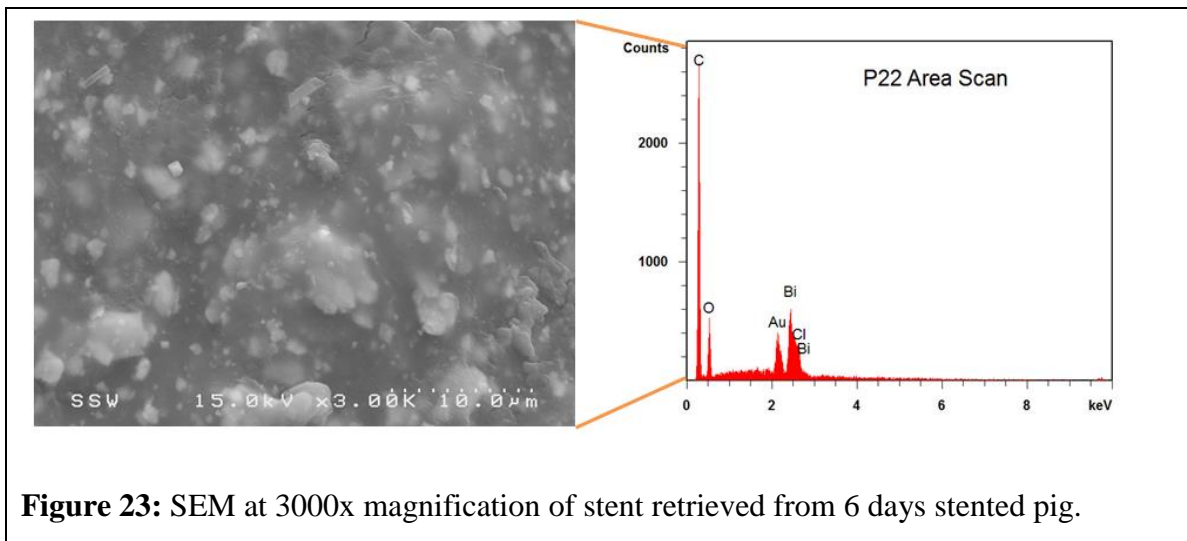 SSW 15.0kV x3.00K 10.0µm
Counts
P22 Area Scan
C
2000
1000
O
Au
Bi
Cl
Bi
0 2 4 6 8 keV
Figure 23: SEM at 3000x magnification of stent retrieved from 6 days stented pig.